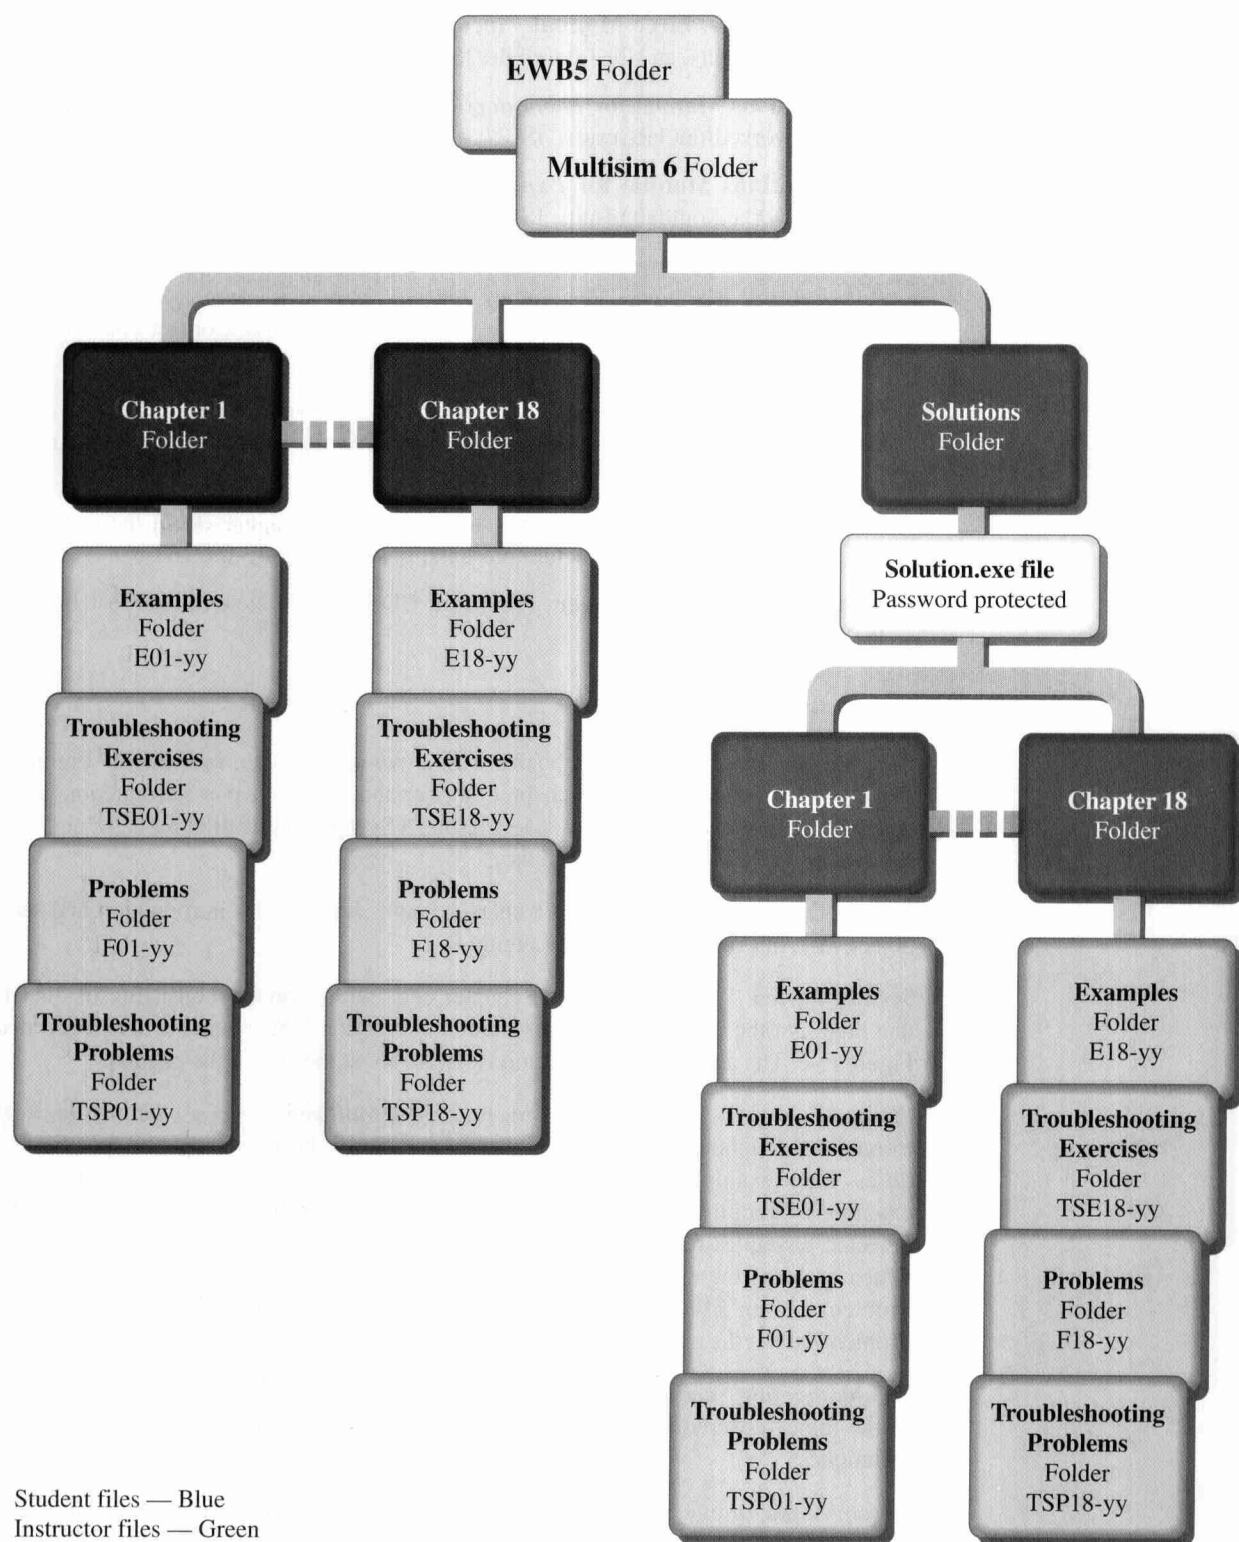 EWB5 Folder
Multisim 6 Folder
Chapter 1
Folder
Chapter 18
Folder
Solutions
Folder
Examples
Folder
E01-yy
Troubleshooting
Exercises
Folder
TSE01-yy
Problems
Folder
F01-yy
Troubleshooting
Problems
Folder
TSP01-yy
Examples
Folder
E18-yy
Troubleshooting
Exercises
Folder
TSE18-yy
Problems
Folder
F18-yy
Troubleshooting
Problems
Folder
TSP18-yy
Solution.exe file
Password protected
Chapter 1
Folder
Chapter 18
Folder
Examples
Folder
E01-yy
Troubleshooting
Exercises
Folder
TSE01-yy
Problems
Folder
F01-yy
Troubleshooting
Problems
Folder
TSP01-yy
Examples
Folder
E18-yy
Troubleshooting
Exercises
Folder
TSE18-yy
Problems
Folder
F18-yy
Troubleshooting
Problems
Folder
TSP18-yy
Student files — Blue
Instructor files — Green